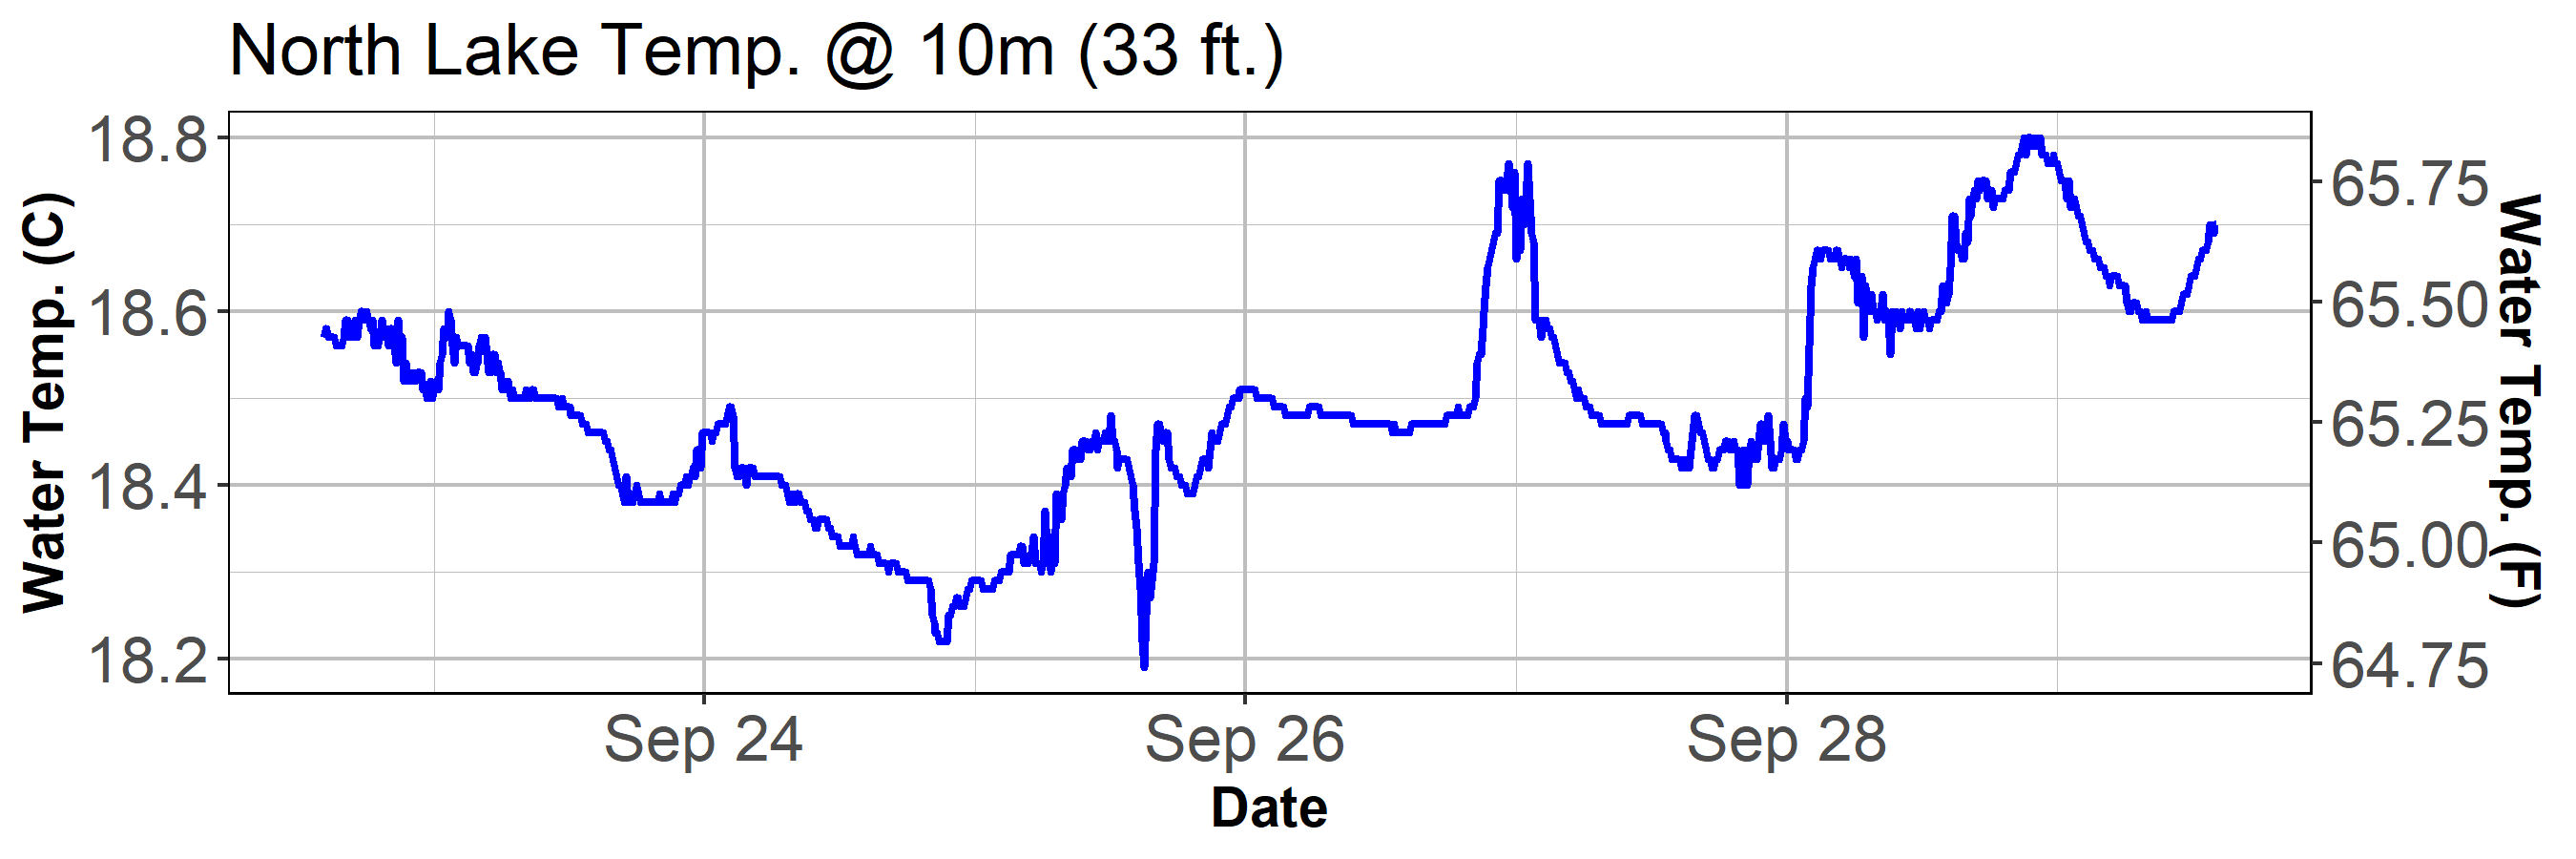 North Lake Temp. @ 10m (33 ft.)
Water Temp. (C)
18.8
18.6
18.4
18.2
65.75
65.50
65.25
65.00
64.75
Water Temp. (F)
Sep 24 Sep 26 Sep 28
Date